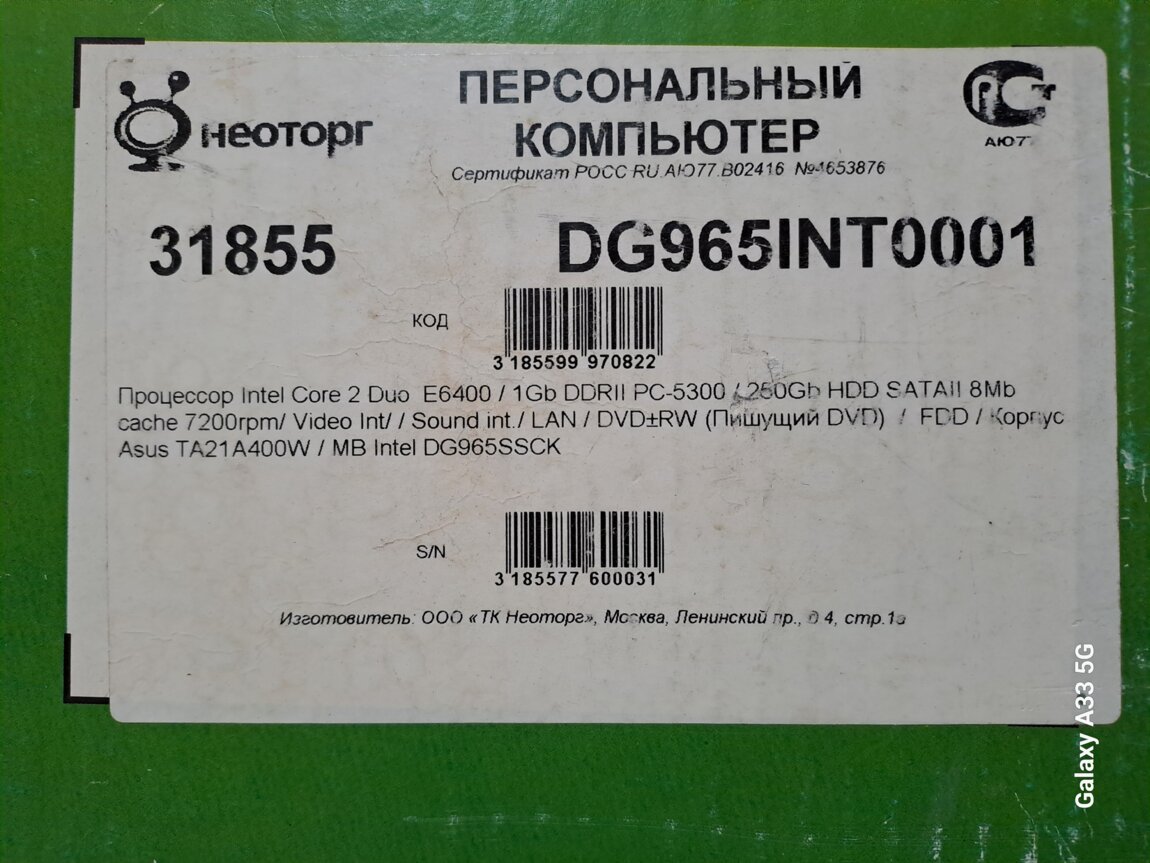 неоторг
ПЕРСОНАЛЬНЫЙ
КОМПЬЮТЕР
Сертификат РОСС RU.АЮ77.В02416 №4653876
АЮ77
31855
DG965INT0001
КОД
3 185599 970822
Процессор Intel Core 2 Duo E6400 / 1Gb DDRII PC-5300 / 250Gb HDD SATAII 8Mb
cache 7200rpm/ Video Int/ / Sound int./ LAN / DVD±RW (Пишущий DVD) / FDD / Корпус
Asus TA21A400W / MB Intel DG965SSCK
S/N
3 185577 600031
Изготовитель: ООО «ТК Неоторг», Москва, Ленинский пр., д 4, стр.1а
Galaxy A33 5G